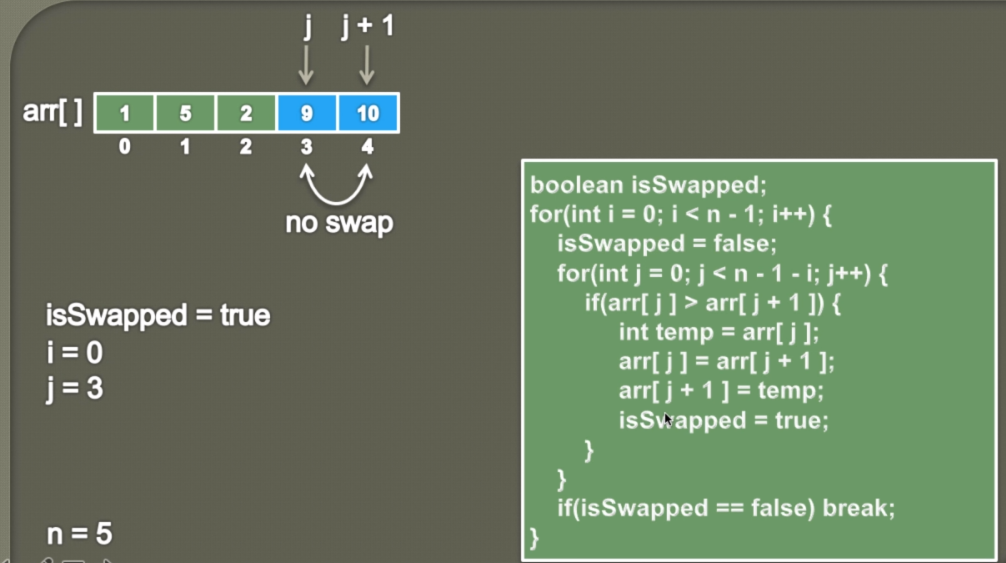 j j + 1
arr[ ] 1 5 2 9 10
0 1 2 3 4
no swap
isSwapped = true
i = 0
j = 3
n = 5
boolean isSwapped;
for(int i = 0; i < n - 1; i++) {
isSwapped = false;
for(int j = 0; j < n - 1 - i; j++) {
if(arr[ j ] > arr[ j + 1 ]) {
int temp = arr[ j ];
arr[ j ] = arr[ j + 1 ];
arr[ j + 1 ] = temp;
isSwapped = true;
}
}
if(isSwapped == false) break;
}